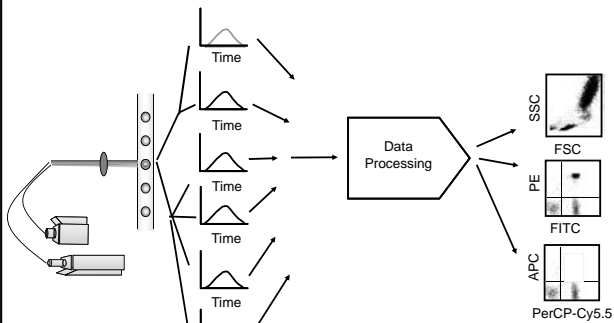 Time
Time
Time
Time
Time
Data
Processing
SSC
FSC
PE
FITC
APC
PerCP-Cy5.5